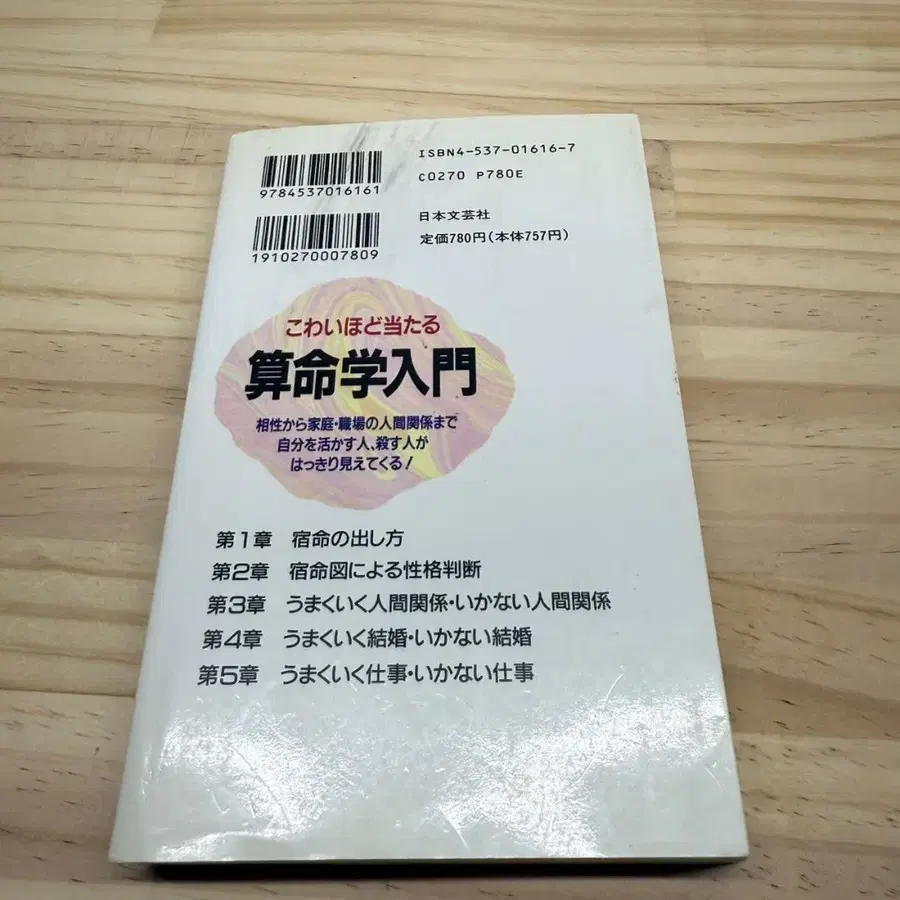 9784537016161
ISBN4-537-01616-7
C0270 P780E
1910270007809
日本文芸社
定価780円(本体757円)
こわいほど当たる
算命学入門
相性から家庭・職場の人間関係まで
自分を活かす人、殺す人が
はっきり見えてくる!
第1章 宿命の出し方
第2章 宿命図による性格判断
第3章 うまくいく人間関係・いかない人間関係
第4章 うまくいく結婚・いかない結婚
第5章 うまくいく仕事・いかない仕事